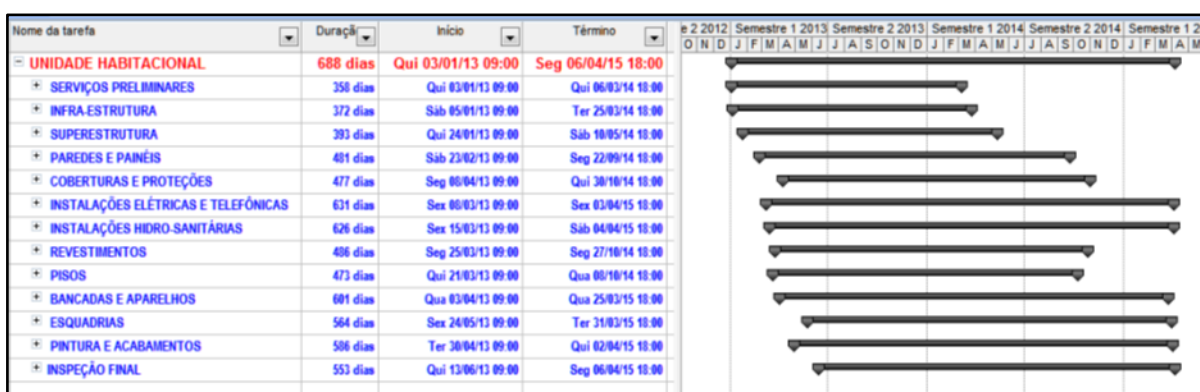 Nome da tarefa Duraçã Início Término e 2 2012 Semestre 1 2013 Semestre 2 2013 Semestre 1 2014 Semestre 2 2014 Semestre 1 2
O N D J F M A M J J A S O N D J F M A M J J A S O N D J F M A M
UNIDADE HABITACIONAL 688 dias Qui 03/01/13 09:00 Seg 06/04/15 18:00
SERVIÇOS PRELIMINARES 358 dias Qui 03/01/13 09:00 Qui 06/03/14 18:00
INFRA-ESTRUTURA 372 dias Sáb 05/01/13 09:00 Ter 25/03/14 18:00
SUPERESTRUTURA 393 dias Qui 24/01/13 09:00 Sáb 10/05/14 18:00
PAREDES E PAINÉIS 481 dias Sáb 23/02/13 09:00 Seg 22/09/14 18:00
COBERTURAS E PROTEÇÕES 477 dias Seg 08/04/13 09:00 Qui 30/10/14 18:00
INSTALAÇÕES ELÉTRICAS E TELEFÔNICAS 631 dias Sex 08/03/13 09:00 Sex 03/04/15 18:00
INSTALAÇÕES HIDRO-SANITÁRIAS 626 dias Sex 15/03/13 09:00 Sáb 04/04/15 18:00
REVESTIMENTOS 486 dias Seg 25/03/13 09:00 Seg 27/10/14 18:00
PISOS 473 dias Qui 21/03/13 09:00 Qua 08/10/14 18:00
BANCADAS E APARELHOS 601 dias Qua 03/04/13 09:00 Qua 25/03/15 18:00
ESQUADRIAS 564 dias Sex 24/05/13 09:00 Ter 31/03/15 18:00
PINTURA E ACABAMENTOS 586 dias Ter 30/04/13 09:00 Qui 02/04/15 18:00
INSPEÇÃO FINAL 553 dias Qui 13/06/13 09:00 Seg 06/04/15 18:00